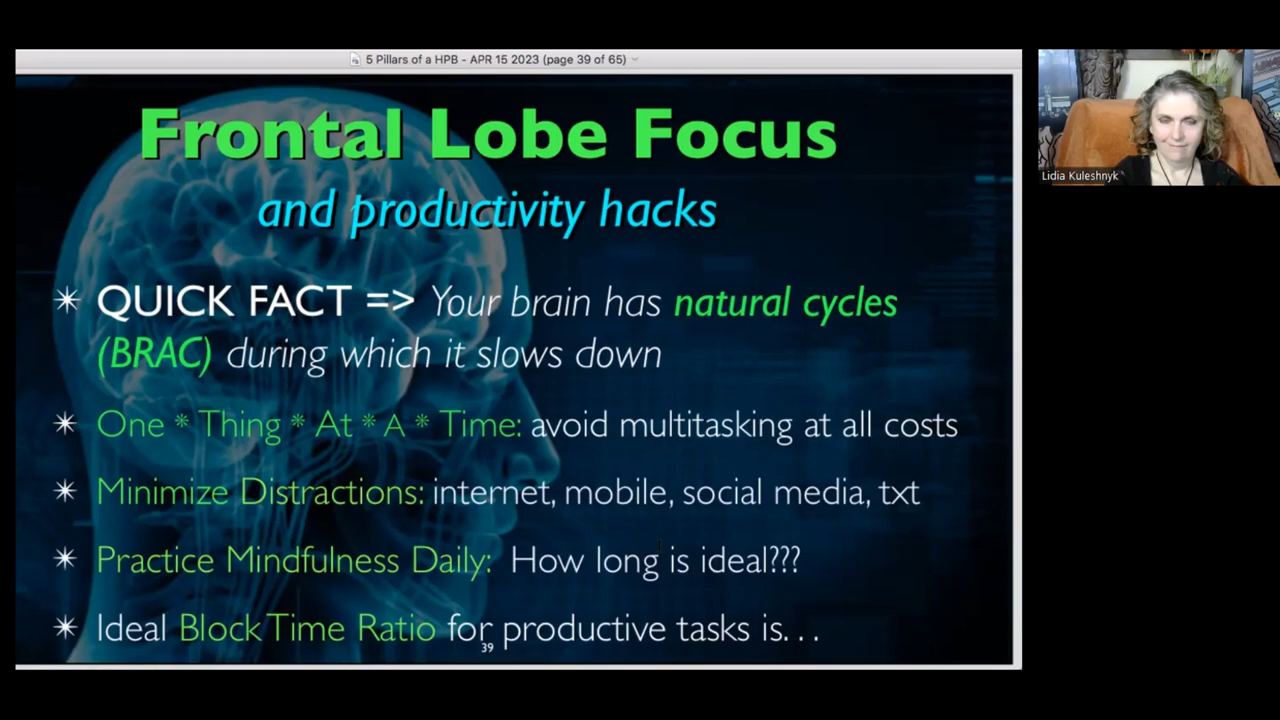 5 Pillars of a HPB - APR 15 2023 (page 39 of 65)
Frontal Lobe Focus
and productivity hacks
QUICK FACT => Your brain has natural cycles
(BRAC) during which it slows down
One * Thing * At * A * Time: avoid multitasking at all costs
Minimize Distractions: internet, mobile, social media, txt
Practice Mindfulness Daily: How long is ideal???
Ideal Block Time Ratio for productive tasks is. . .
39
Lidia Kuleshnyk